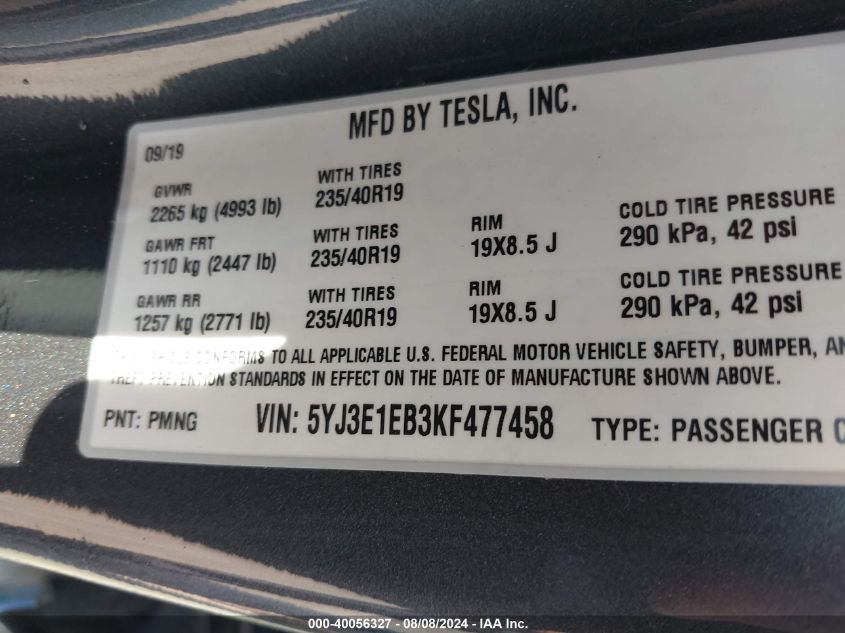 MFD BY TESLA, INC.
09/19
GVWR
2265 kg (4993 lb)
WITH TIRES
235/40R19
GAWR FRT
1110 kg (2447 lb)
WITH TIRES
235/40R19
RIM
19X8.5 J
COLD TIRE PRESSURE
290 kPa, 42 psi
GAWR RR
1257 kg (2771 lb)
WITH TIRES
235/40R19
RIM
19X8.5 J
COLD TIRE PRESSURE
290 kPa, 42 psi
THIS VEHICLE CONFORMS TO ALL APPLICABLE U.S. FEDERAL MOTOR VEHICLE SAFETY, BUMPER, AN
THEFT PREVENTION STANDARDS IN EFFECT ON THE DATE OF MANUFACTURE SHOWN ABOVE.
PNT: PMNG
VIN: 5YJ3E1EB3KF477458
TYPE: PASSENGER C
000-40056327 - 08/08/2024 - IAA Inc.